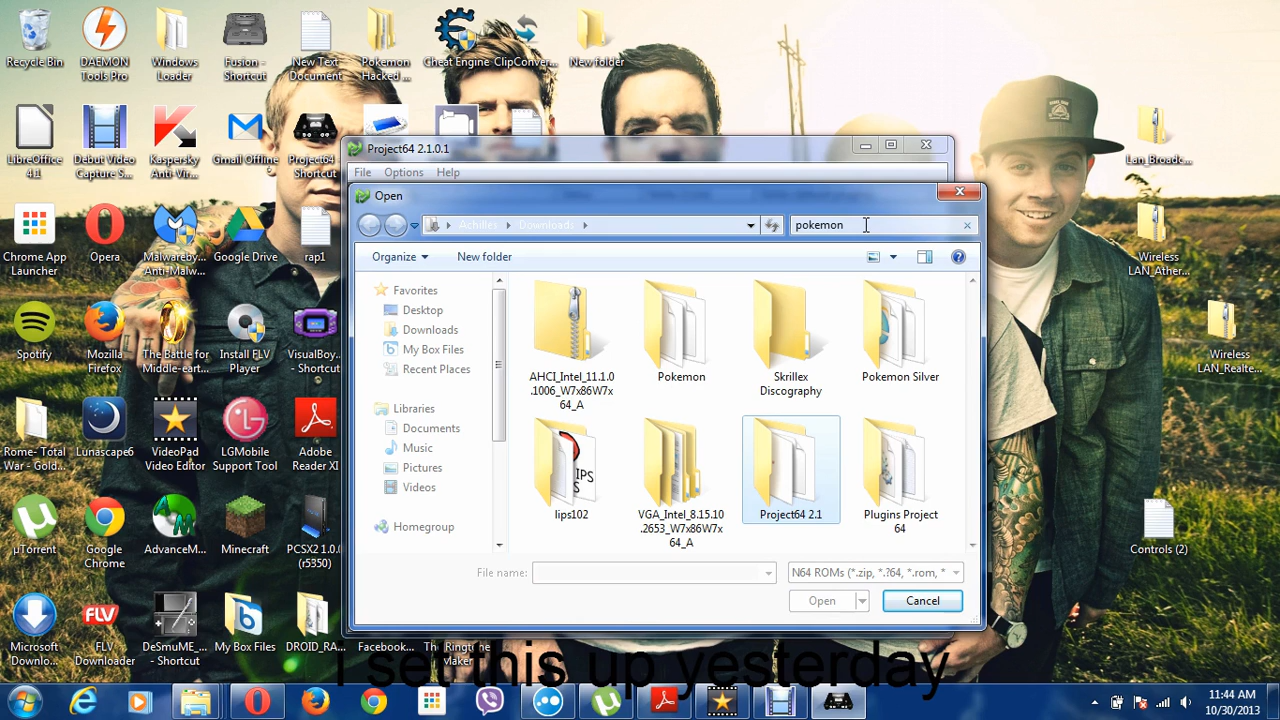 Recycle Bin
DAEMON
Tools Pro
Windows
Loader
Fusion -
Shortcut
New Text
Document
Pokemon
Hacked ...
Cheat Engine
ClipConver...
New folder
LibreOffice
4.1
Debut Video
Capture S...
Kaspersky
Anti-Vir...
Gmail Offline
Project64
Shortcut
Lan_Broadc...
Chrome App
Launcher
Opera
Malwareby...
Anti-Malw...
Google Drive
rap1
Wireless
LAN_Ather...
Spotify
Mozilla
Firefox
The Battle for
Middle-eart...
Install FLV
Player
VisualBoy...
- Shortcut
Wireless
LAN_Realte...
Rome- Total
War - Gold...
Lunascape6
VideoPad
Video Editor
LGMobile
Support Tool
Adobe
Reader XI
µTorrent
Google
Chrome
AdvanceM...
Minecraft
PCSX2 1.0.0
(r5350)
Controls (2)
Microsoft
Downlo...
FLV
FLV
Downloader
DeSmuME_...
- Shortcut
My Box Files
DROID_RA...
Facebook...
The Ringtone
Maker
Project64 2.1.0.1
File Options Help
Open
Achilles
Downloads
pokemon
Organize
New folder
Favorites
Desktop
Downloads
My Box Files
Recent Places
Libraries
Documents
Music
Pictures
Videos
Homegroup
AHCI_Intel_11.1.0
.1006_W7x86W7x
64_A
Pokemon
Skrillex
Discography
Pokemon Silver
lips102
VGA_Intel_8.15.10
.2653_W7x86W7x
64_A
Project64 2.1
Plugins Project
64
File name:
N64 ROMs (*.zip, *.?64, *.rom, *
Open
Cancel
I set this up yesterday
11:44 AM
10/30/2013